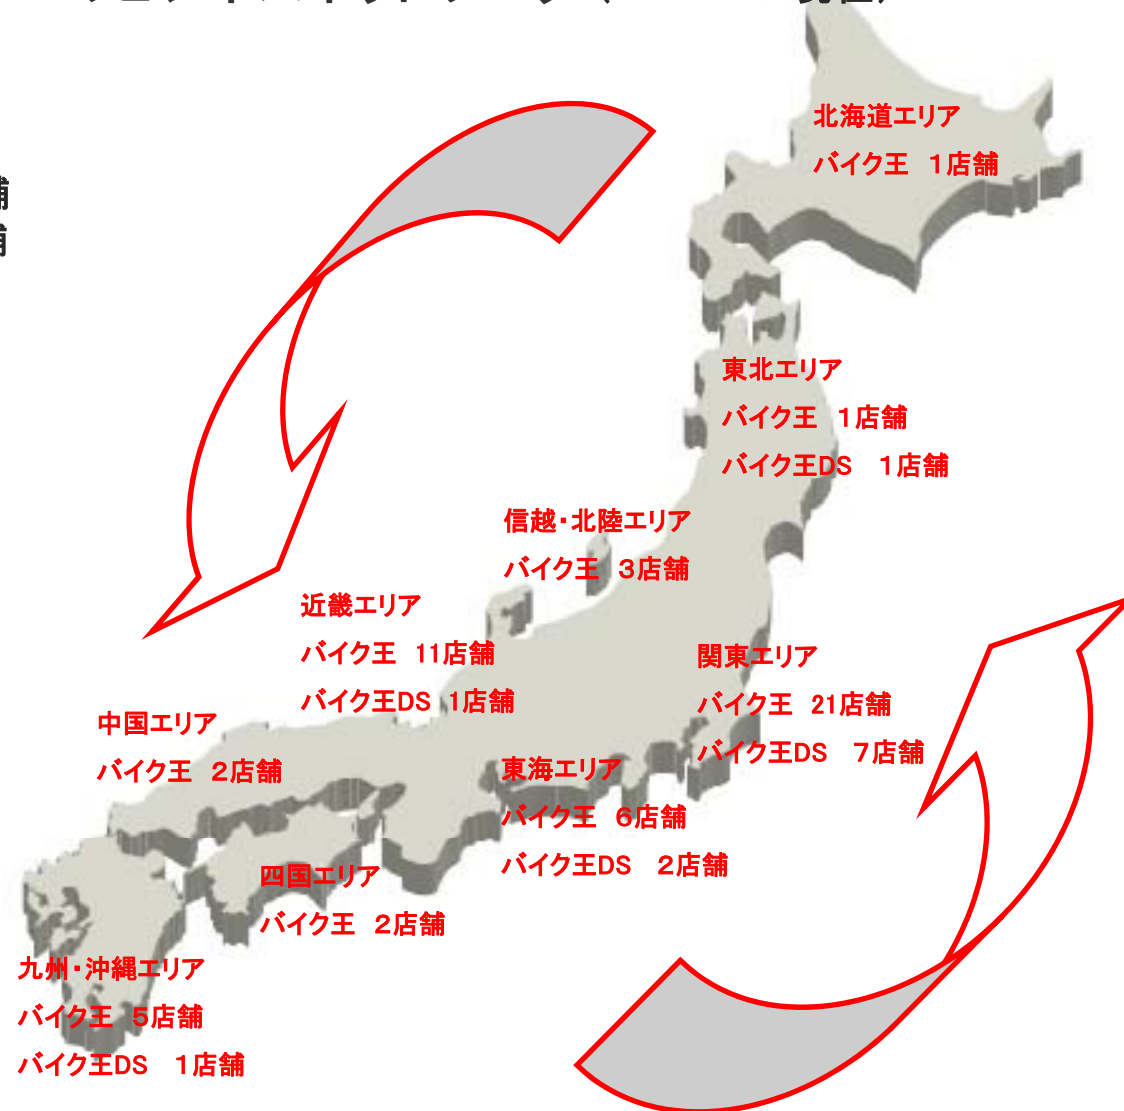 北海道エリア
バイク王　1店舗
東北エリア
バイク王　1店舗
バイク王DS　1店舗
信越・北陸エリア
バイク王　3店舗
近畿エリア
バイク王　11店舗
バイク王DS 1店舗
関東エリア
バイク王　21店舗
バイク王DS　7店舗
中国エリア
バイク王　2店舗
東海エリア
バイク王　6店舗
バイク王DS　2店舗
四国エリア
バイク王　2店舗
九州・沖縄エリア
バイク王　5店舗
バイク王DS　1店舗